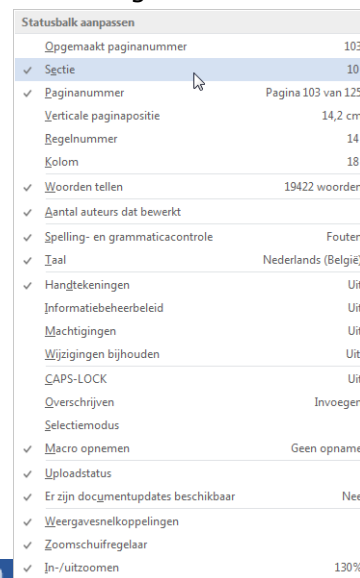 Statusbalk aanpassen
Opgemaakt paginanummer 103
Sectie 10
Paginanummer Pagina 103 van 125
Verticale paginapositie 14,2 cm
Regelnummer 14
Kolom 18
Woorden tellen 19422 woorden
Aantal auteurs dat bewerkt
Spelling- en grammaticacontrole Fouten
Taal Nederlands (België)
Handtekeningen Uit
Informatiebeheerbeleid Uit
Machtigingen Uit
Wijzigingen bijhouden Uit
CAPS-LOCK Uit
Overschrijven Invoegen
Selectiemodus
Macro opnemen Geen opname
Uploadstatus
Er zijn documentupdates beschikbaar Nee
Weergavesnelkoppelingen
Zoomschuifregelaar
In-/uitzoomen 130%